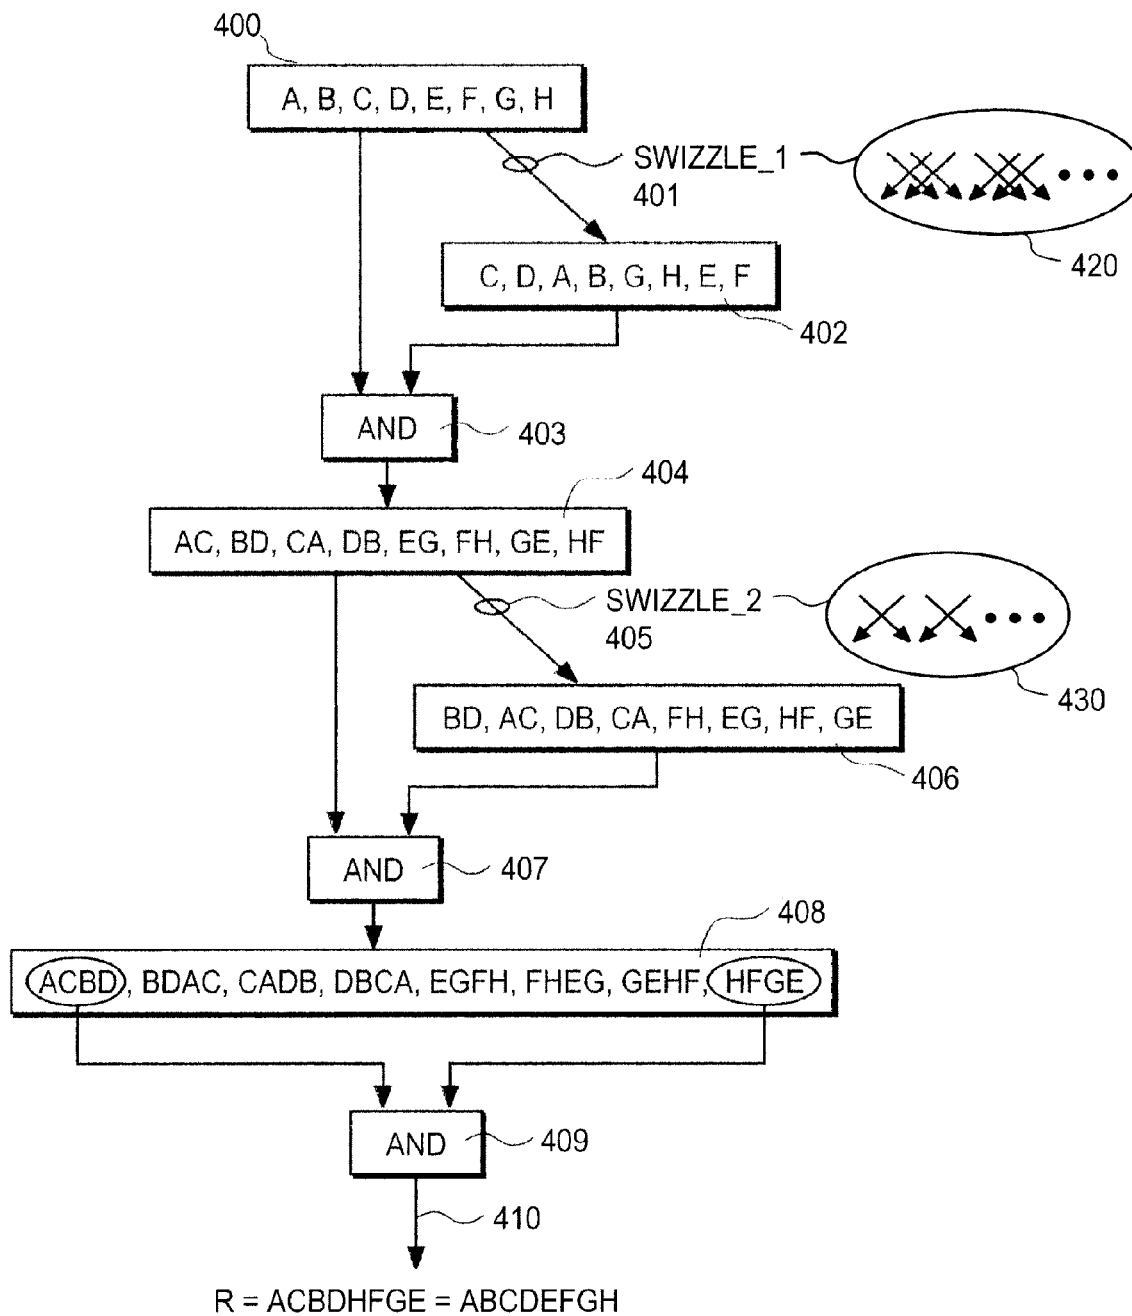 400
A, B, C, D, E, F, G, H
SWIZZLE_1
401
420
C, D, A, B, G, H, E, F
402
AND
403
404
AC, BD, CA, DB, EG, FH, GE, HF
SWIZZLE_2
405
430
BD, AC, DB, CA, FH, EG, HF, GE
406
AND
407
408
ACBD, BDAC, CADB, DBCA, EGFH, FHEG, GEHF, HFGE
AND
409
410
R = ACBDHFGE = ABCDEFGH